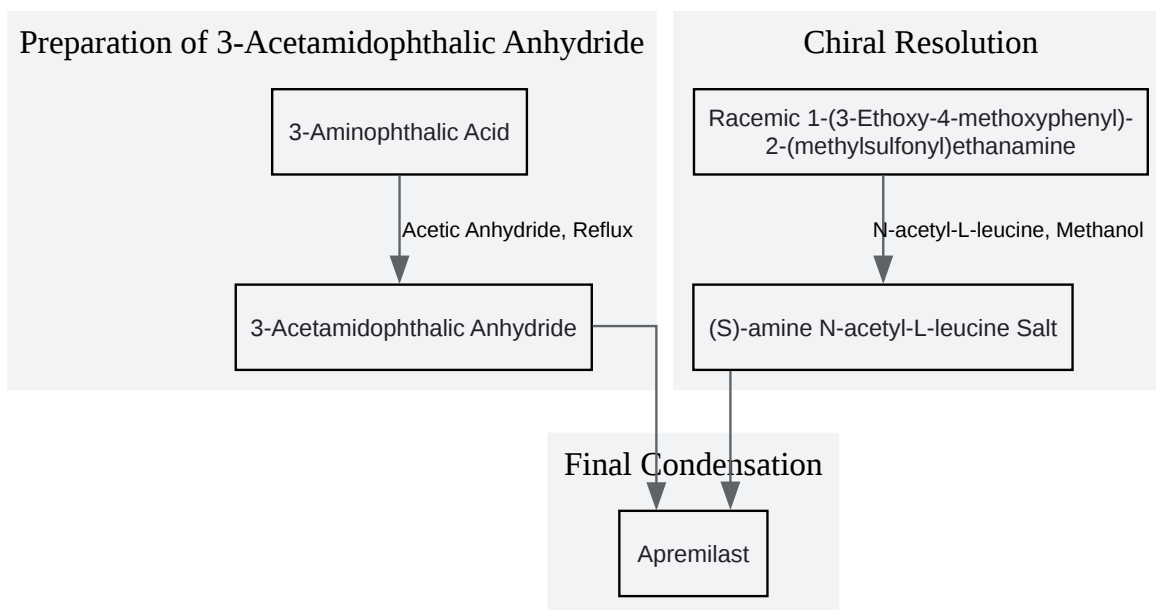 Preparation of 3-Acetamidophthalic Anhydride
3-Aminophthalic Acid
Acetic Anhydride, Reflux
3-Acetamidophthalic Anhydride
Chiral Resolution
Racemic 1-(3-Ethoxy-4-methoxyphenyl)-
2-(methylsulfonyl)ethanamine
N-acetyl-L-leucine, Methanol
(S)-amine N-acetyl-L-leucine Salt
Final Condensation
Apremilast